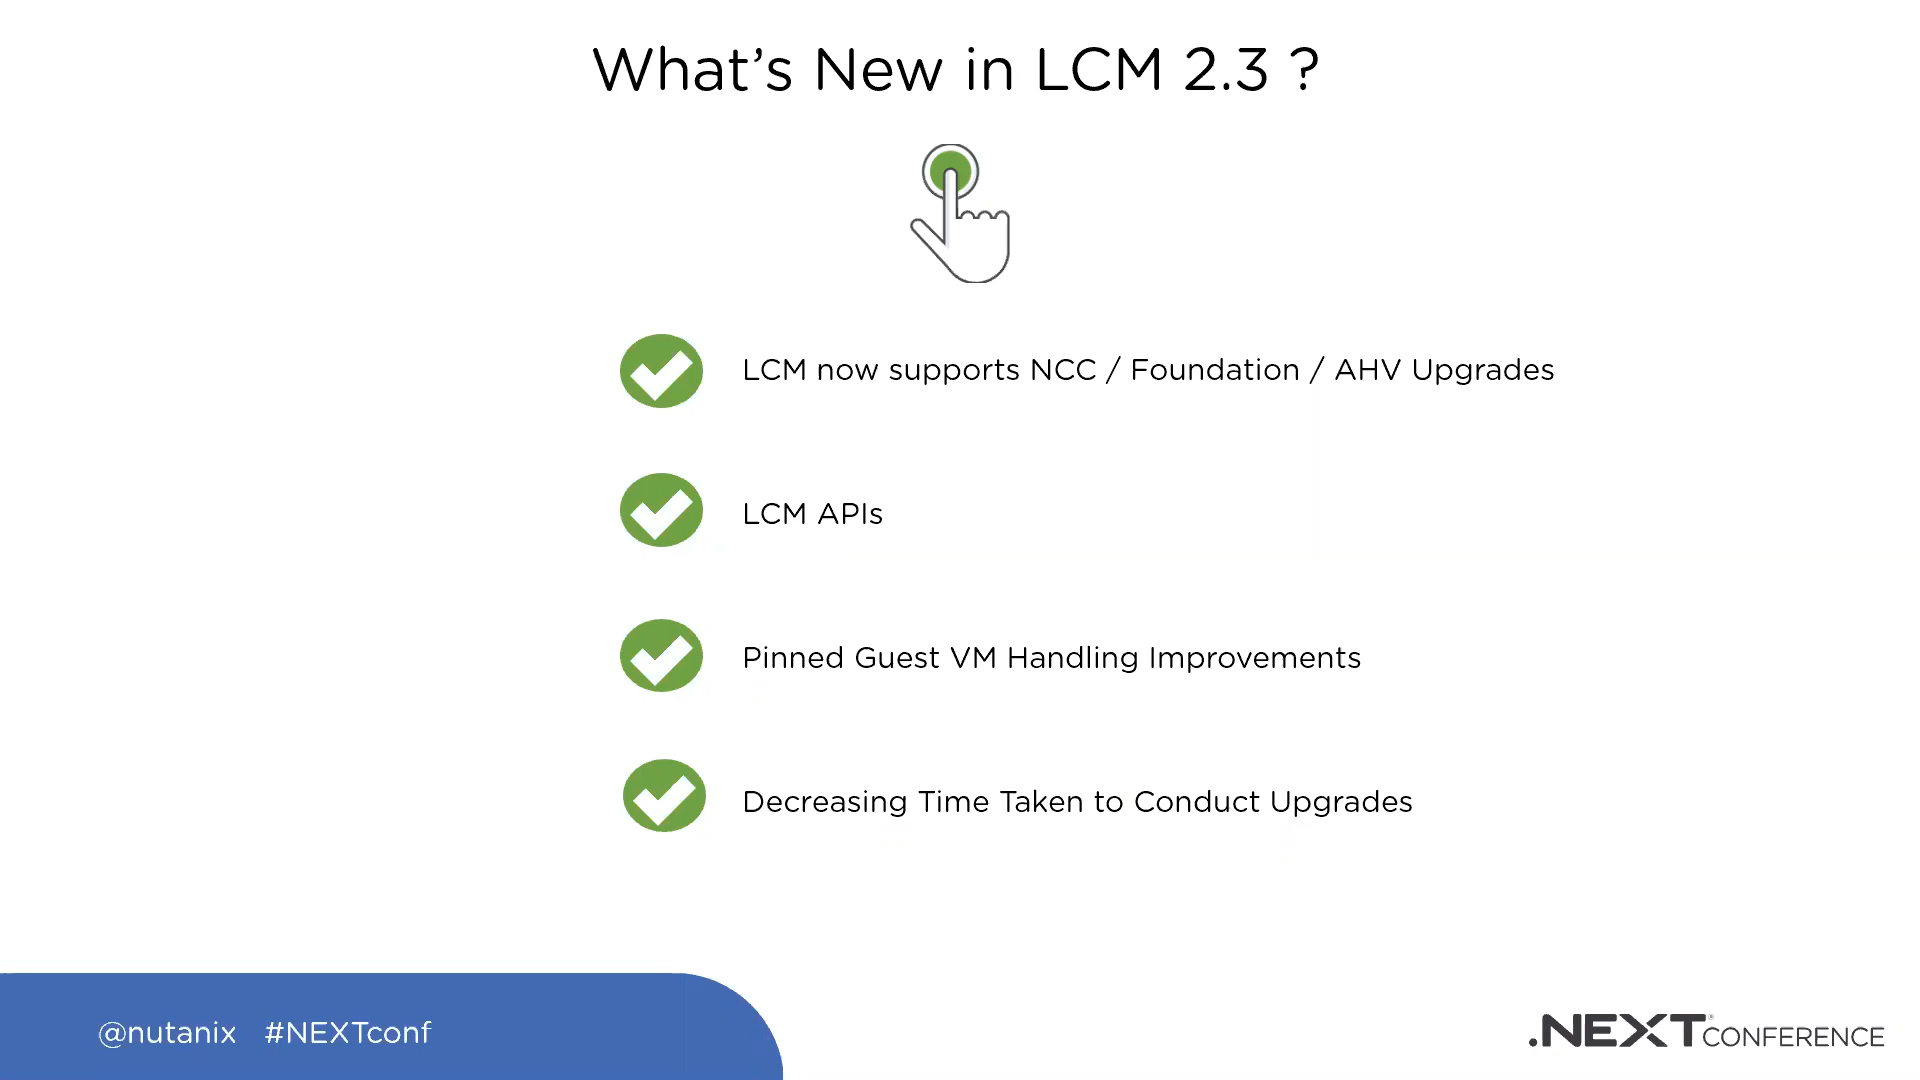 What’s New in LCM 2.3 ?
LCM now supports NCC / Foundation / AHV Upgrades
LCM APIs
Pinned Guest VM Handling Improvements
Decreasing Time Taken to Conduct Upgrades
@nutanix #NEXTconf
.NEXT® CONFERENCE